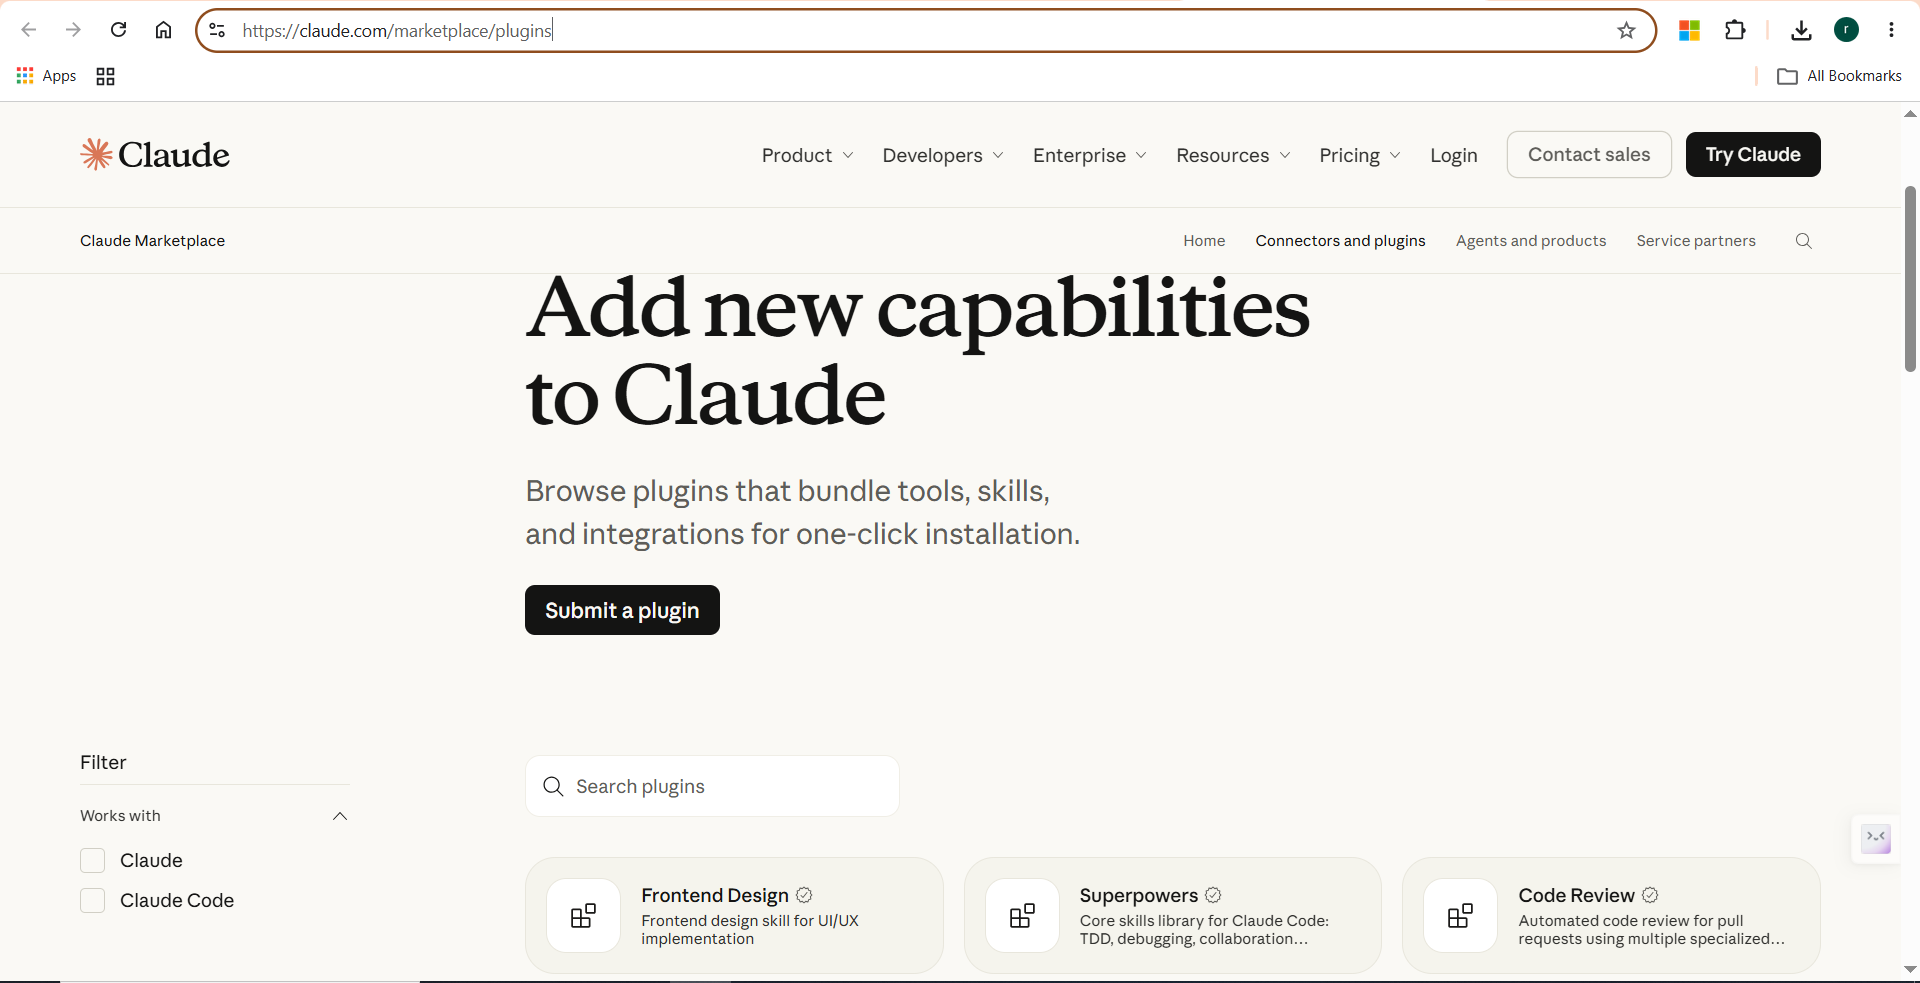 https://claude.com/marketplace/plugins
r
Apps
All Bookmarks
Claude
Product
Developers
Enterprise
Resources
Pricing
Login
Contact sales
Try Claude
Claude Marketplace
Home
Connectors and plugins
Agents and products
Service partners
Add new capabilities
to Claude
Browse plugins that bundle tools, skills,
and integrations for one-click installation.
Submit a plugin
Filter
Search plugins
Works with
Claude
Claude Code
Frontend Design
Frontend design skill for UI/UX
implementation
Superpowers
Core skills library for Claude Code:
TDD, debugging, collaboration...
Code Review
Automated code review for pull
requests using multiple specialized...